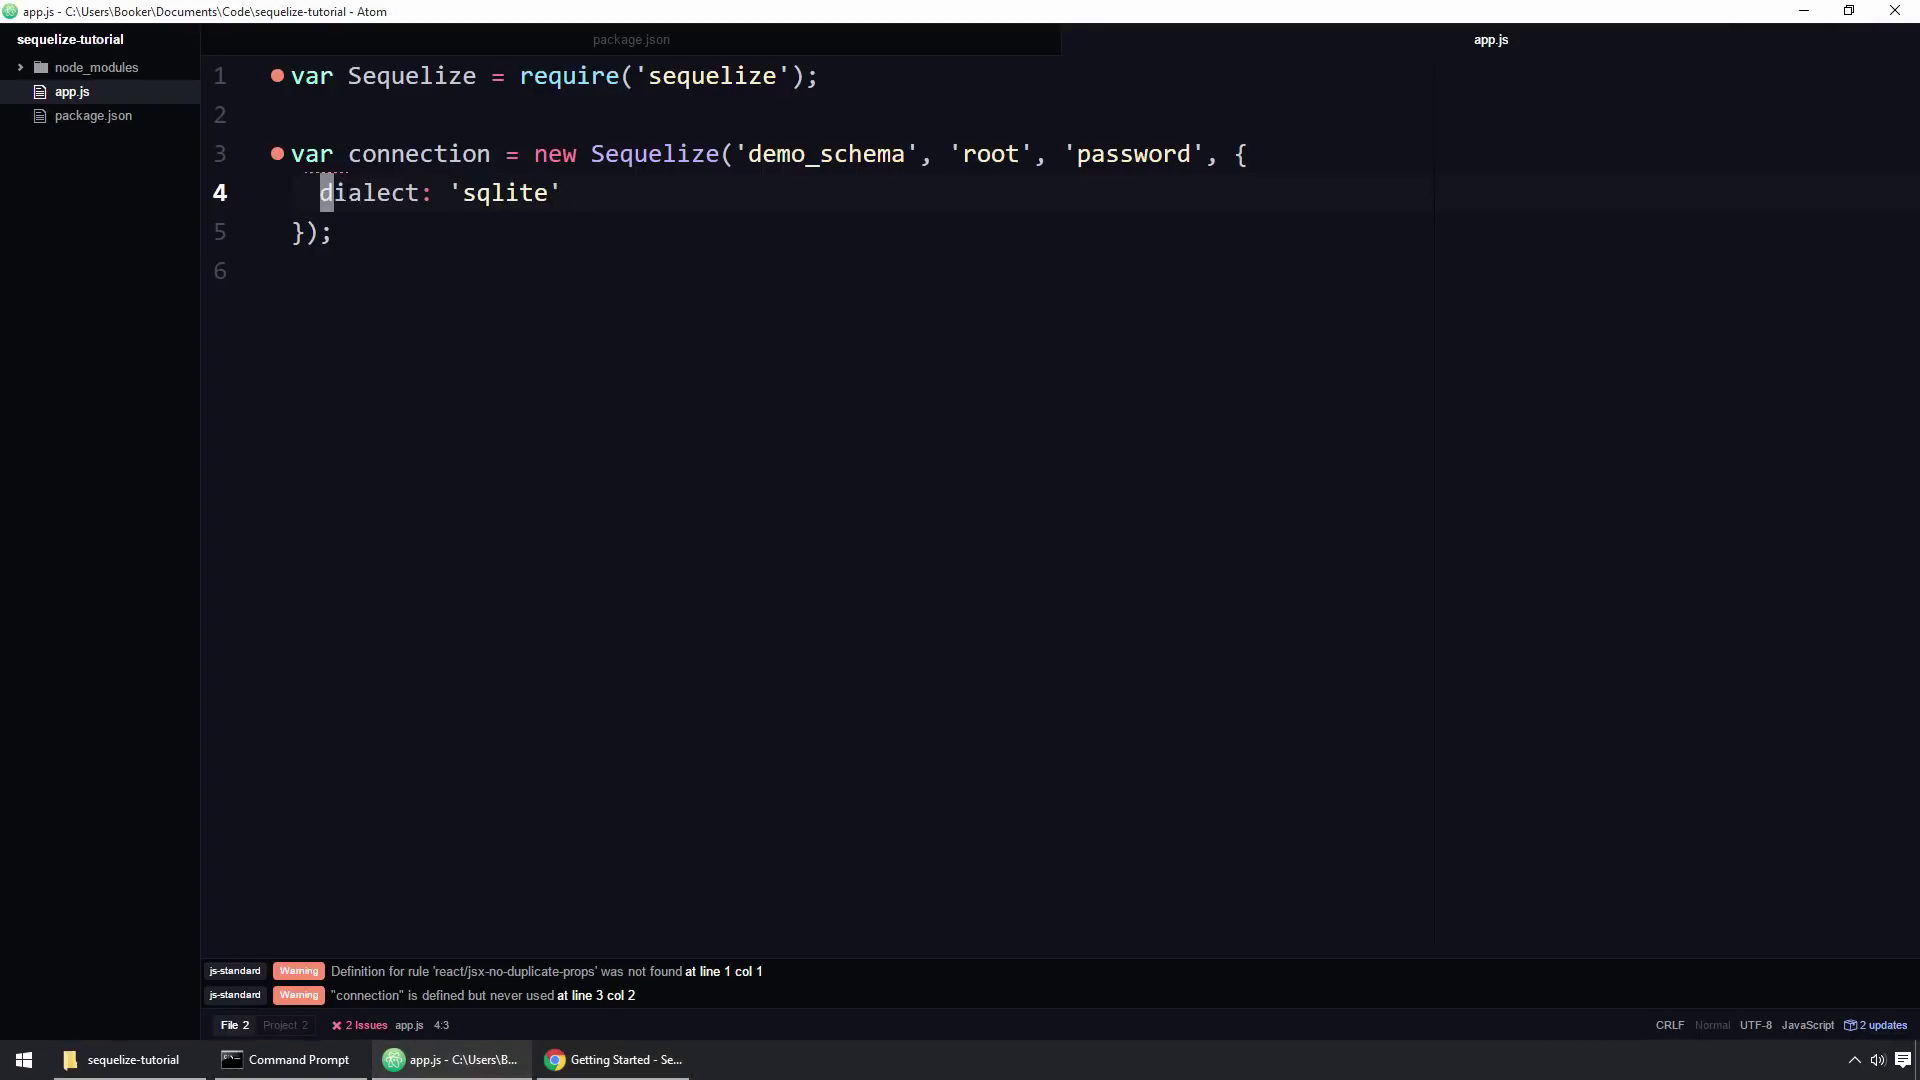 app.js - C:\Users\Booker\Documents\Code\sequelize-tutorial - Atom
sequelize-tutorial
node_modules
app.js
package.json
package.json
app.js
1 var Sequelize = require('sequelize');
2
3 var connection = new Sequelize('demo_schema', 'root', 'password', {
4 dialect: 'sqlite'
5 });
6
js-standard Warning Definition for rule 'react/jsx-no-duplicate-props' was not found at line 1 col 1
js-standard Warning "connection" is defined but never used at line 3 col 2
File 2 Project 2 2 Issues app.js 4:3 CRLF Normal UTF-8 JavaScript 2 updates
sequelize-tutorial Command Prompt app.js - C:\Users\B... Getting Started - Se...